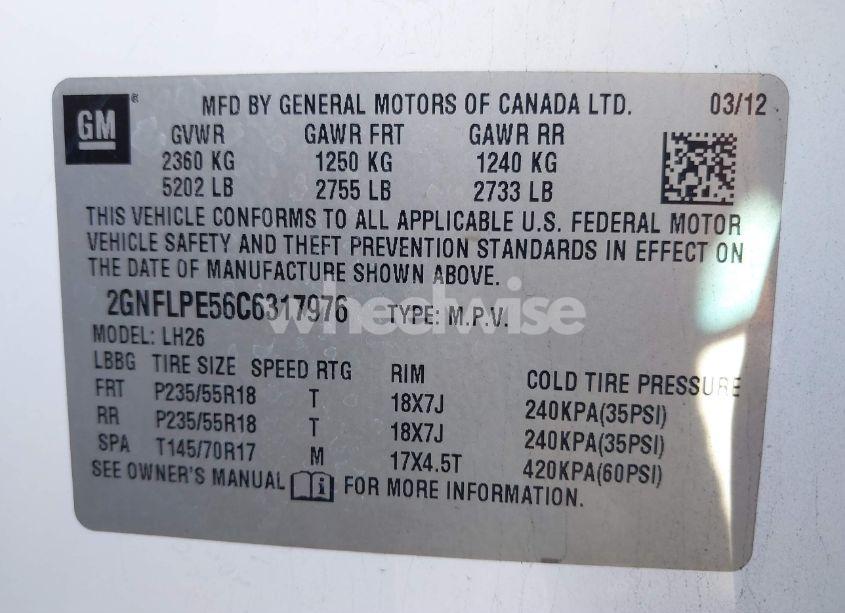 GM ® MFD BY GENERAL MOTORS OF CANADA LTD. 03/12
GVWR GAWR FRT GAWR RR
2360 KG 1250 KG 1240 KG
5202 LB 2755 LB 2733 LB
THIS VEHICLE CONFORMS TO ALL APPLICABLE U.S. FEDERAL MOTOR
VEHICLE SAFETY AND THEFT PREVENTION STANDARDS IN EFFECT ON
THE DATE OF MANUFACTURE SHOWN ABOVE.
2GNFLPE56C6317976 TYPE: M.P.V.
wheelwise
MODEL: LH26
LBBG TIRE SIZE SPEED RTG RIM COLD TIRE PRESSURE
FRT P235/55R18 T 18X7J 240KPA(35PSI)
RR P235/55R18 T 18X7J 240KPA(35PSI)
SPA T145/70R17 M 17X4.5T 420KPA(60PSI)
SEE OWNER'S MANUAL i FOR MORE INFORMATION.